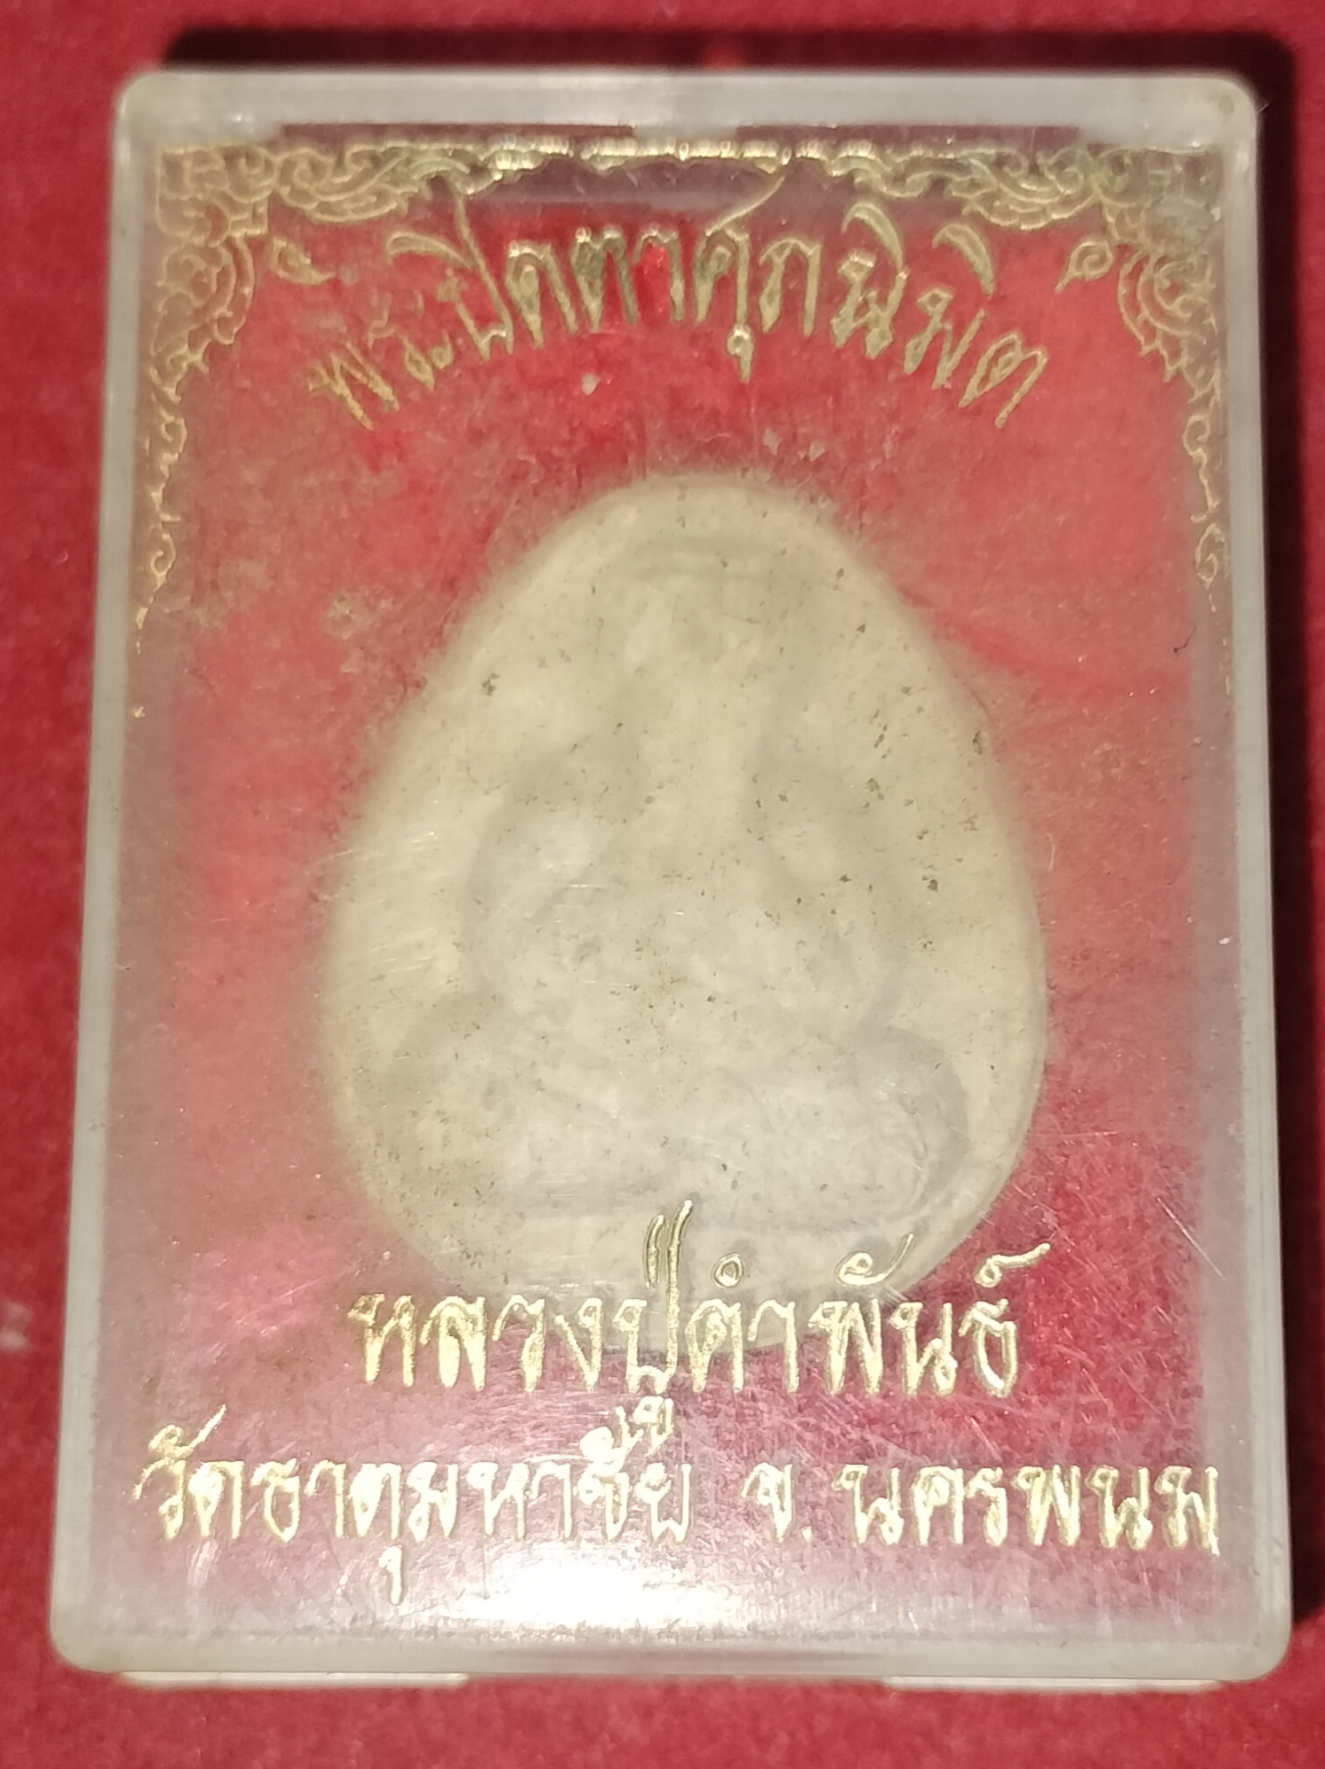 พระปิดตาศุภนิมิต
หลวงปู่คำพันธ์
วัดธาตุมหาชัย จ. นครพนม